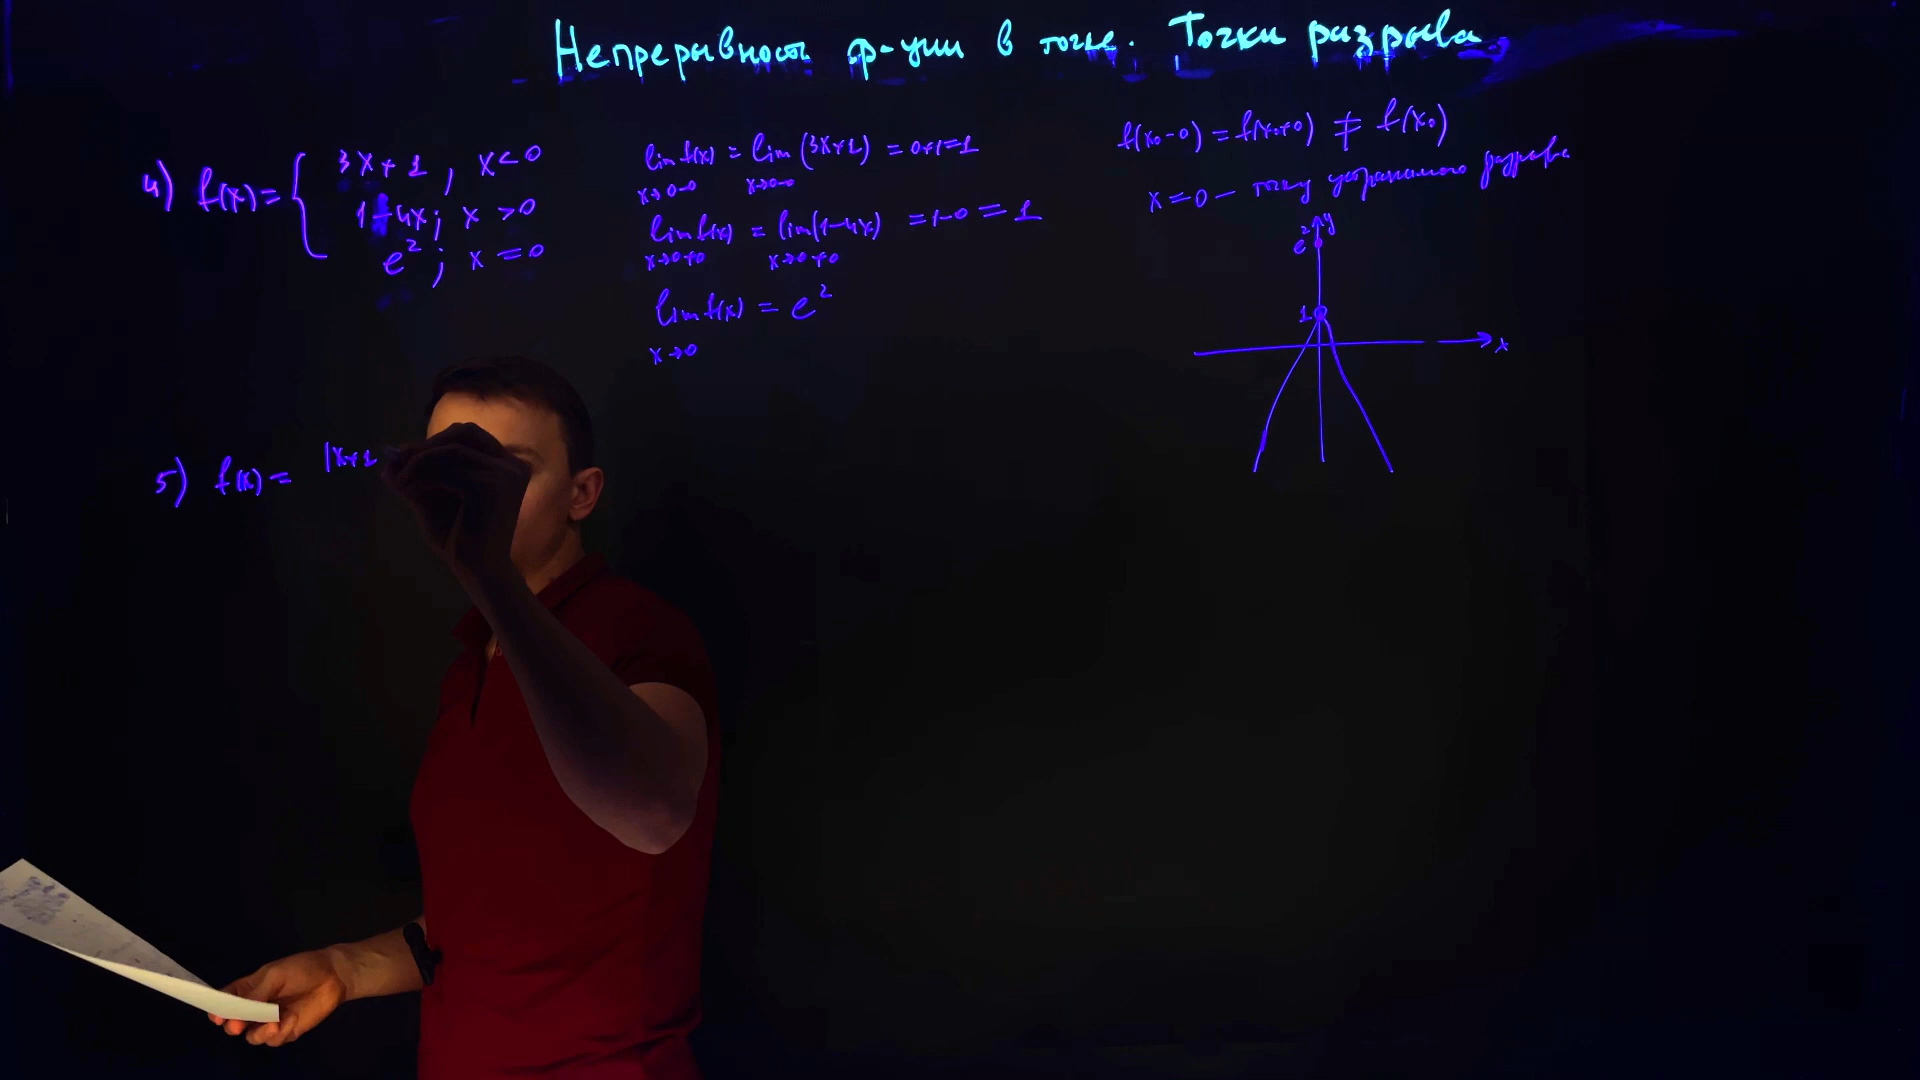 Непрерывность ф-ции в точке. Точки разрыва
4) f(x) = { 3x+1, x<0
1-4x; x>0
e²; x=0
lim f(x) = lim (3x+1) = 0+1=1
x→0-0 x→0-0
lim f(x) = lim(1-4x) = 1-0 = 1
x→0+0 x→0+0
lim f(x) = e²
x→0
f(x₀-0) = f(x₀+0) ≠ f(x₀)
x=0 – точка устранимого разрыва
y
e²
1
x
5) f(x) = |x+1